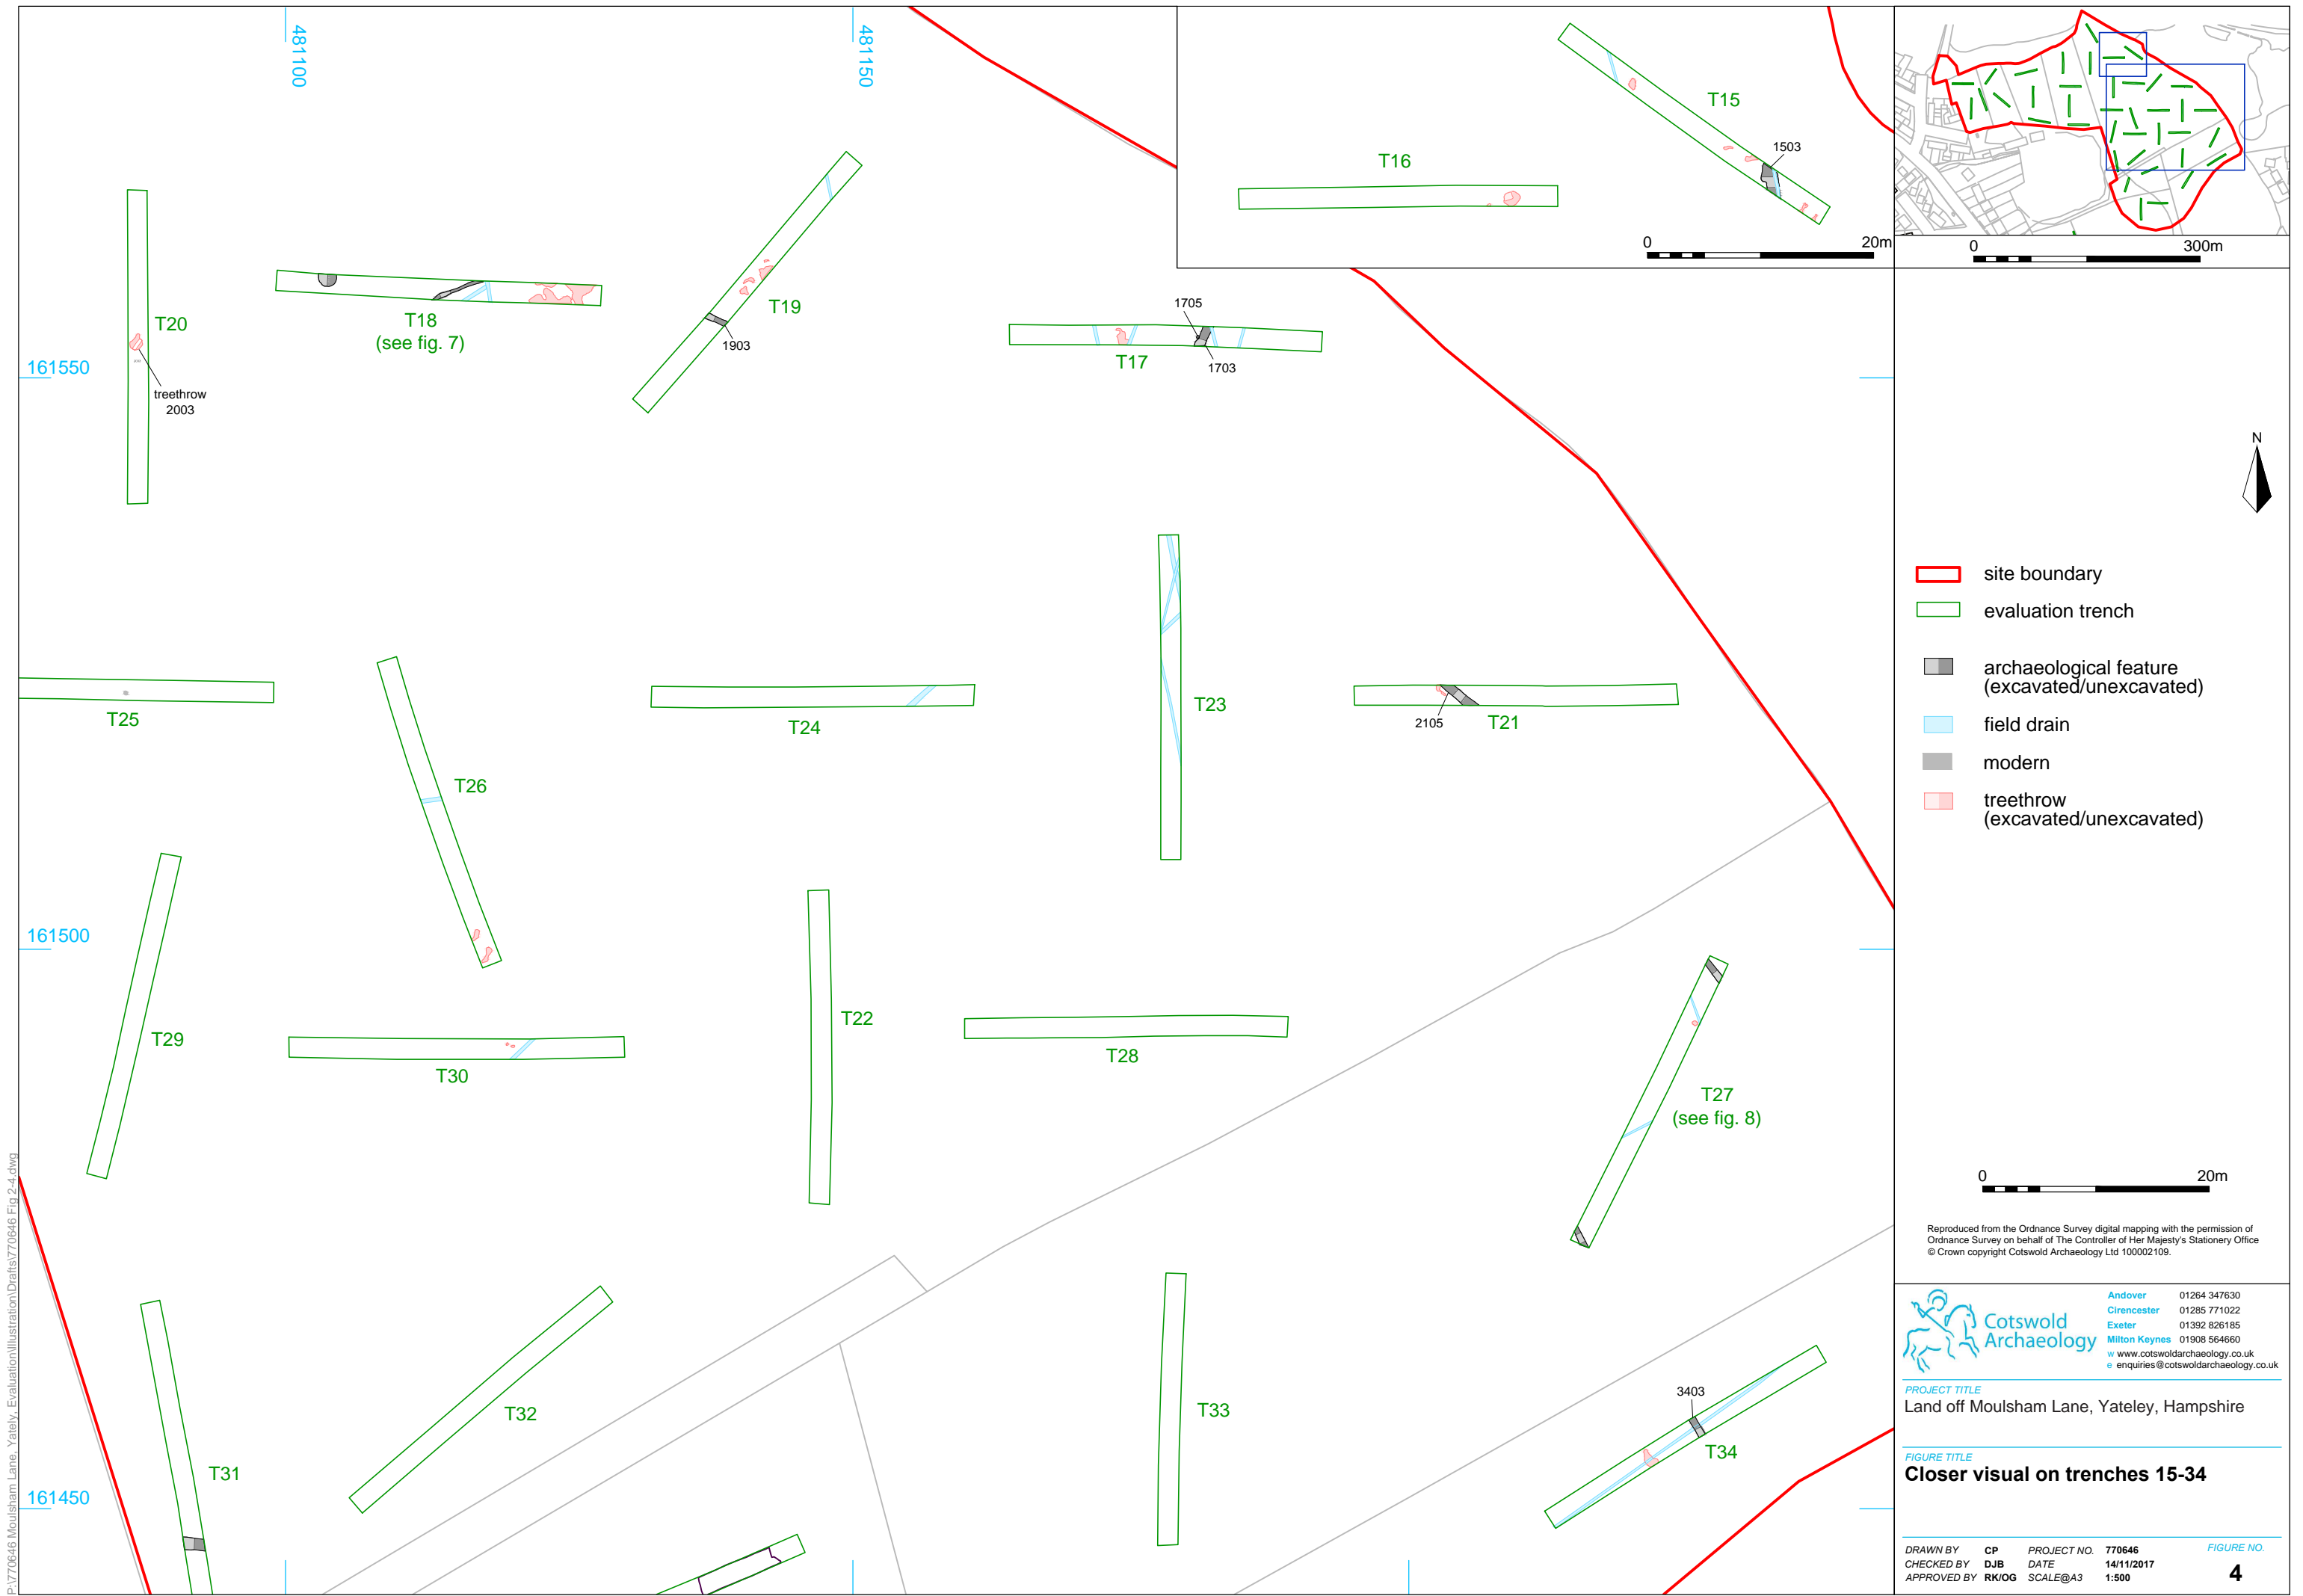 481100
481150
T15
1503
T16
0 20m
0 300m
T20
T18
(see fig. 7)
T19
1903
1705
T17
1703
161550
treethrow
2003
N
site boundary
evaluation trench
archaeological feature
(excavated/unexcavated)
field drain
modern
treethrow
(excavated/unexcavated)
T25
T26
T24
T23
2105
T21
161500
T29
T30
T22
T28
T27
(see fig. 8)
0 20m
Reproduced from the Ordnance Survey digital mapping with the permission of
Ordnance Survey on behalf of The Controller of Her Majesty's Stationery Office
© Crown copyright Cotswold Archaeology Ltd 100002109.
T31
T32
T33
3403
T34
161450
P:\770646 Moulsham Lane, Yately, Evaluation\Illustration\Drafts\770646 Fig 2-4.dwg
Cotswold
Archaeology
Andover 01264 347630
Cirencester 01285 771022
Exeter 01392 826185
Milton Keynes 01908 564660
w www.cotswoldarchaeology.co.uk
e enquiries@cotswoldarchaeology.co.uk
PROJECT TITLE
Land off Moulsham Lane, Yateley, Hampshire
FIGURE TITLE
Closer visual on trenches 15-34
DRAWN BY CP PROJECT NO. 770646
CHECKED BY DJB DATE 14/11/2017
APPROVED BY RK/OG SCALE@A3 1:500
FIGURE NO.
4